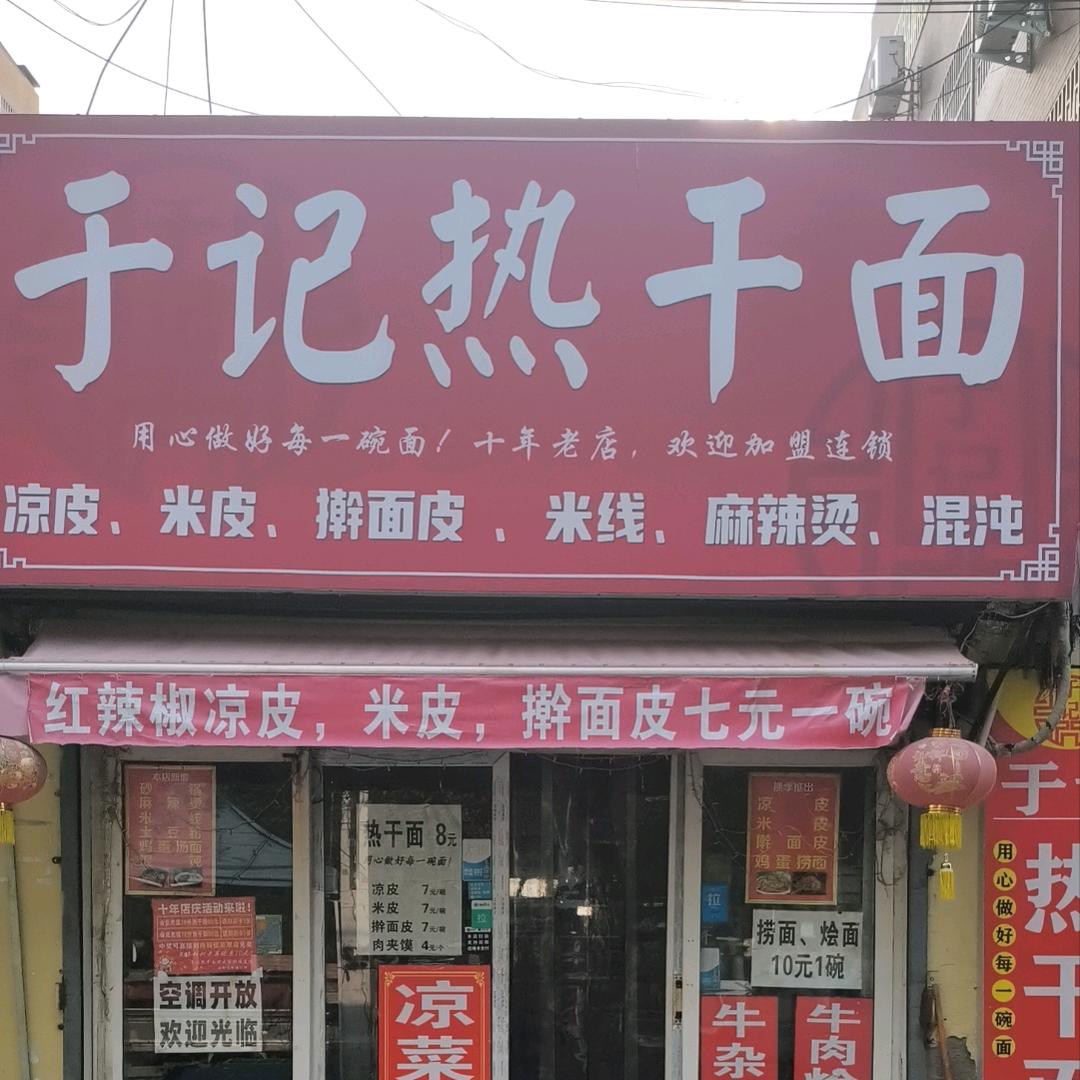 于记热干面
用心做好每一碗面！十年老店，欢迎加盟连锁
凉皮、米皮、擀面皮、米线、麻辣烫、混沌
红辣椒凉皮，米皮，擀面皮七元一碗
本店新增
热干面 8元
用心做好每一碗面！
凉皮 7元/碗
米皮 7元/碗
擀面皮 7元/碗
肉夹馍 4元/个
十年店庆活动来啦！
空调开放
欢迎光临
凉菜
凉皮
米皮
擀面皮
鸡蛋捞面
捞面、烩面
10元1碗
牛杂
牛肉
于
热干
用心做好每一碗面